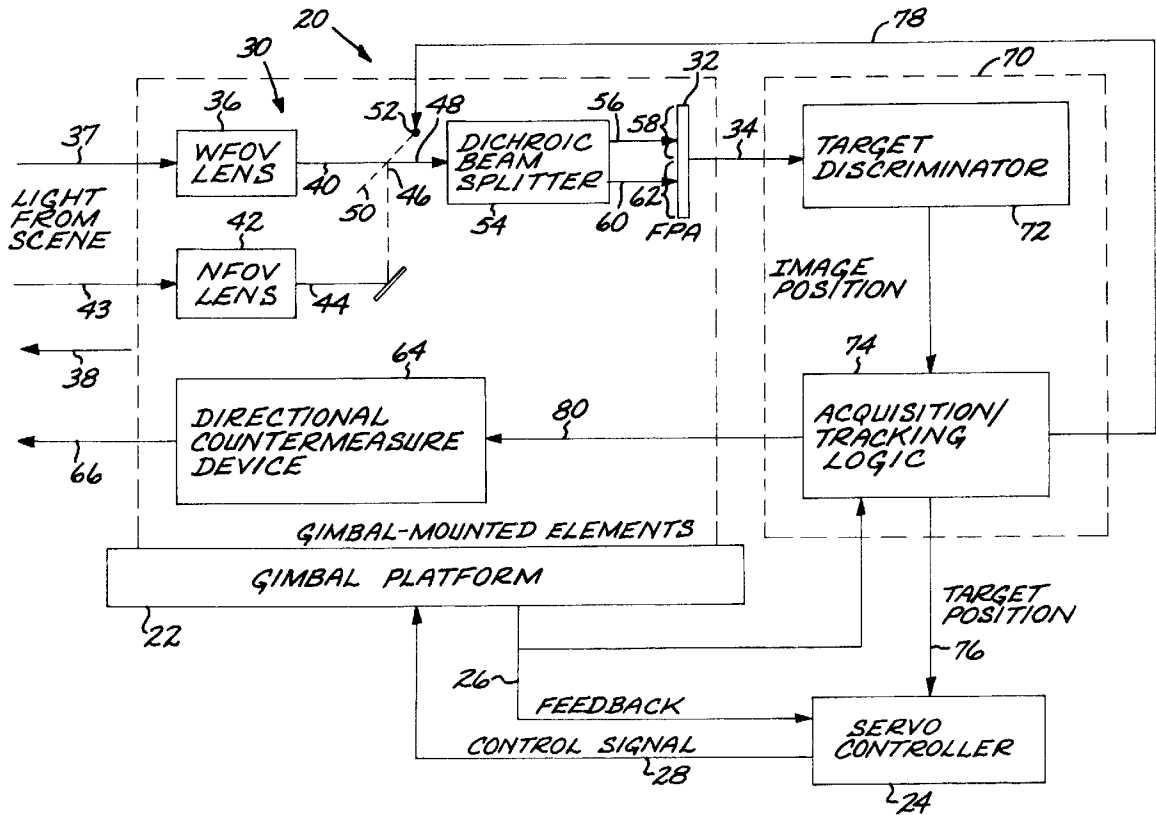 20
78
30
32
70
36
37
WFOV
LENS
40
52
48
50
46
DICHROIC
BEAM
SPLITTER
54
56
58
60
62
FPA
34
TARGET
DISCRIMINATOR
72
LIGHT
FROM
SCENE
42
NFOV
LENS
43
44
IMAGE
POSITION
38
64
DIRECTIONAL
COUNTERMEASURE
DEVICE
66
80
74
ACQUISITION/
TRACKING
LOGIC
GIMBAL-MOUNTED ELEMENTS
GIMBAL PLATFORM
22
26
TARGET
POSITION
76
FEEDBACK
CONTROL SIGNAL
28
SERVO
CONTROLLER
24